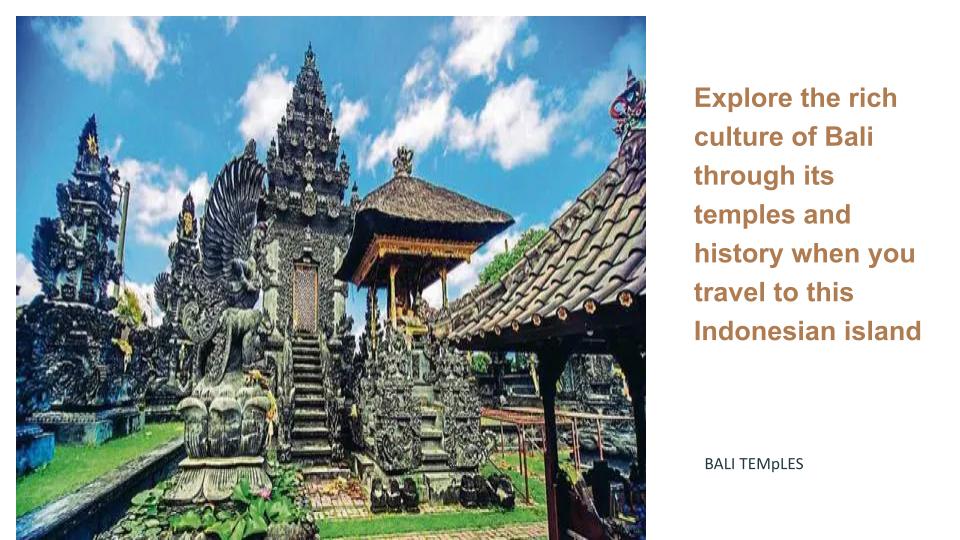 Explore the rich
culture of Bali
through its
temples and
history when you
travel to this
Indonesian island
BALI TEMpLES